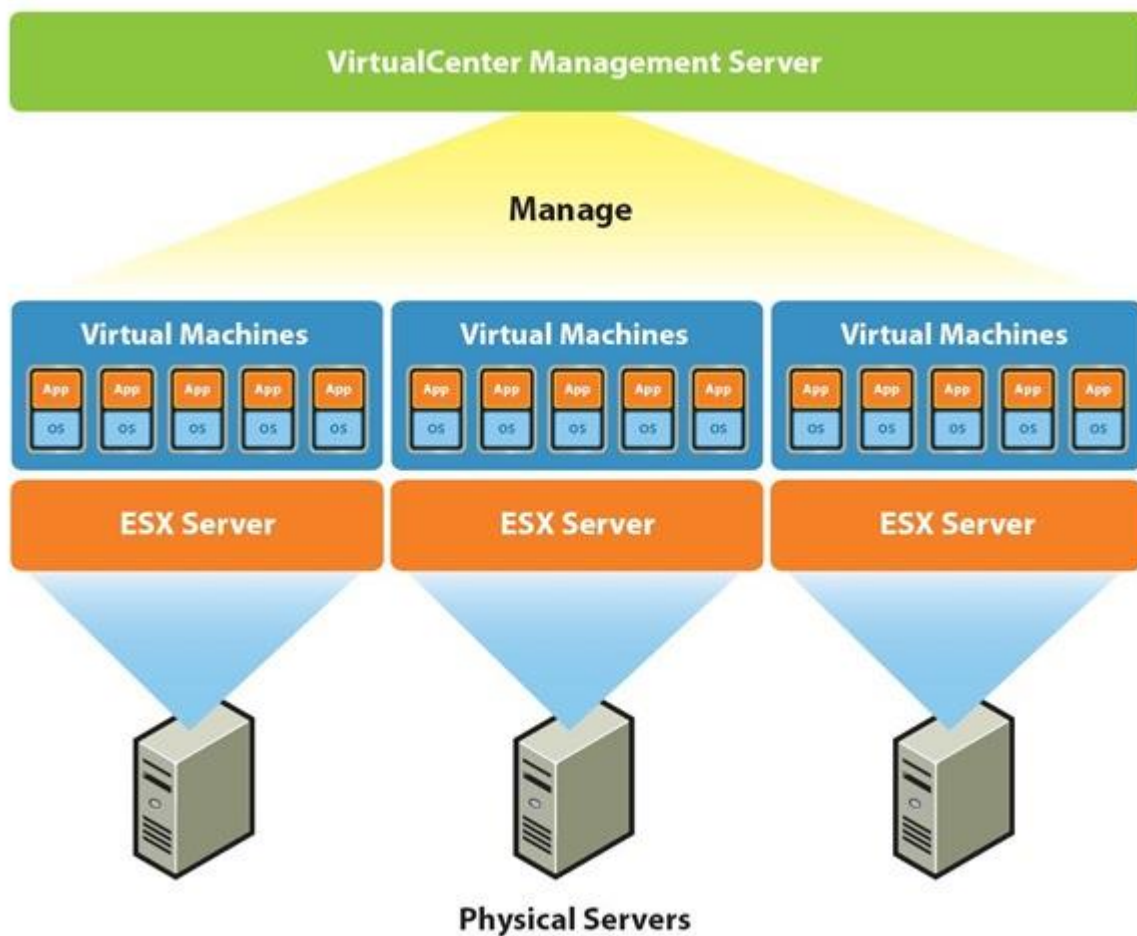 VirtualCenter Management Server
Manage
Virtual Machines Virtual Machines Virtual Machines
App App App App App App App App App App App App App App App
OS OS OS OS OS OS OS OS OS OS OS OS OS OS OS
ESX Server ESX Server ESX Server
Physical Servers